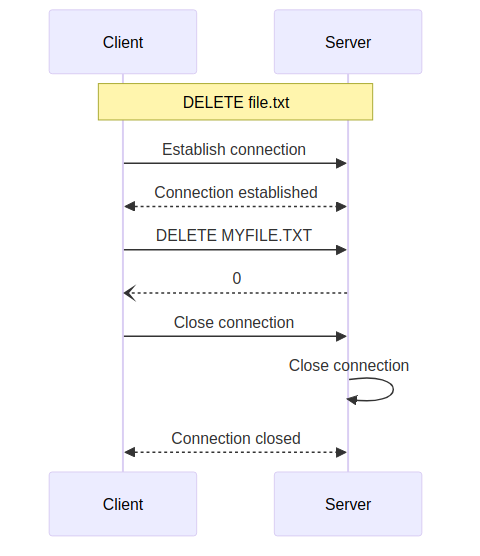 Client Server
DELETE file.txt
Establish connection
Connection established
DELETE MYFILE.TXT
0
Close connection
Close connection
Connection closed
Client Server